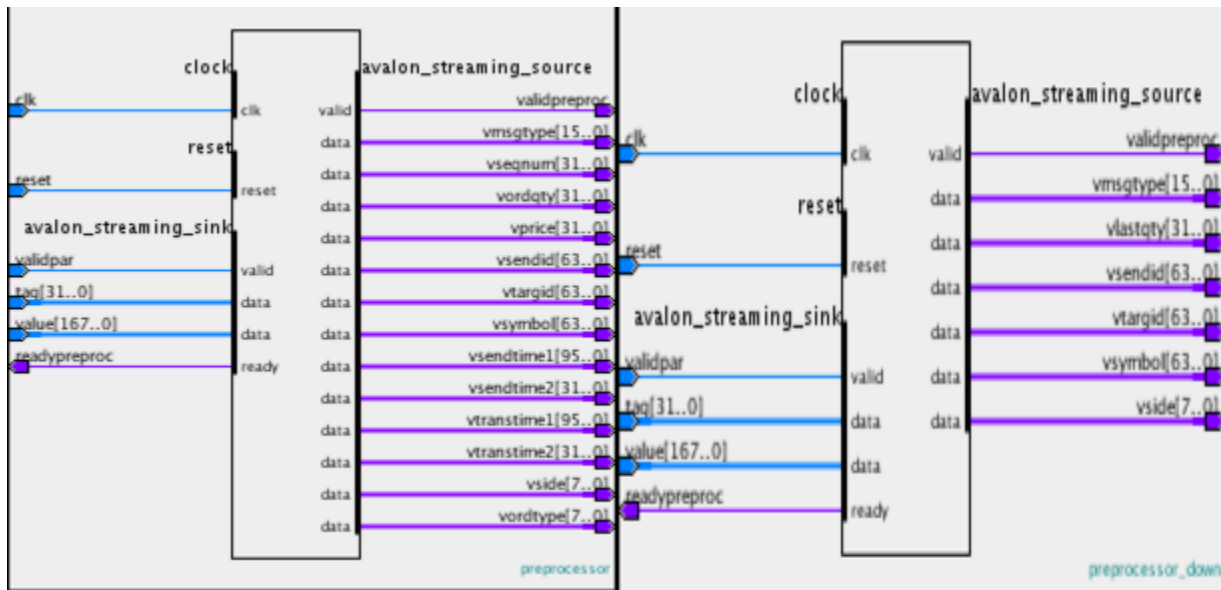 clock
avalon_streaming_source
clk
clk
valid
validpreproc
data
vmsgtype[15..0]
reset
data
vseqnum[31..0]
reset
reset
data
vordqty[31..0]
avalon_streaming_sink
data
vprice[31..0]
validpar
valid
data
vsendid[63..0]
tag[31..0]
data
data
vtargid[63..0]
value[167..0]
data
data
vsymbol[63..0]
readypreproc
ready
data
vsendtime1[95..0]
data
vsendtime2[31..0]
data
vtranstime1[95..0]
data
vtranstime2[31..0]
data
vside[7..0]
data
vordtype[7..0]
preprocessor
clock
avalon_streaming_source
clk
clk
valid
validpreproc
data
vmsgtype[15..0]
reset
data
vlastqty[31..0]
reset
reset
data
vsendid[63..0]
avalon_streaming_sink
data
vtargid[63..0]
validpar
valid
data
vsymbol[63..0]
tag[31..0]
data
data
vside[7..0]
value[167..0]
data
readypreproc
ready
preprocessor_down